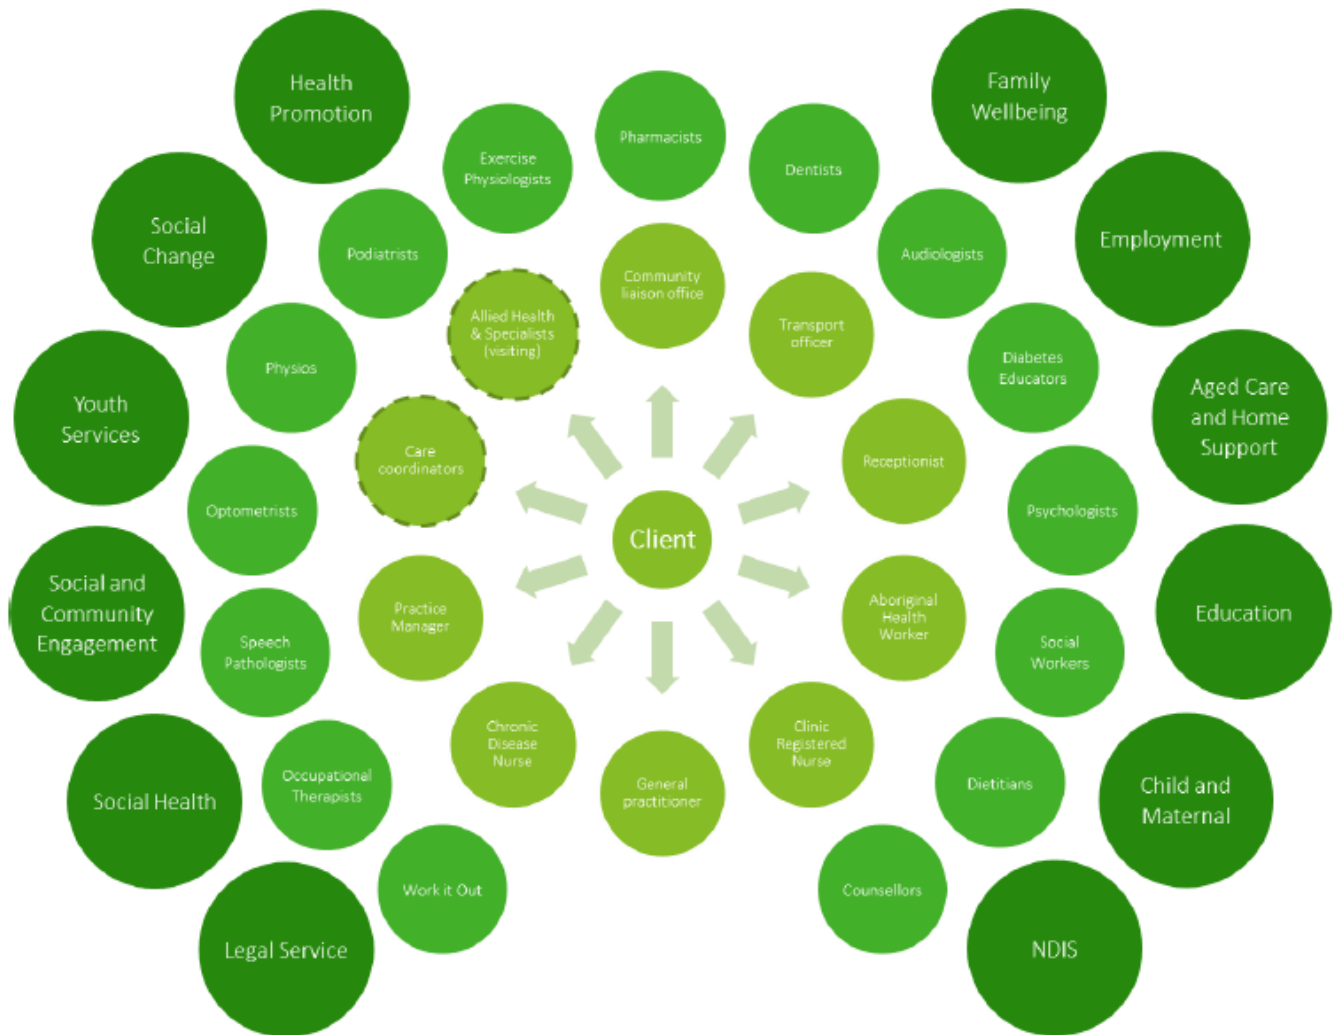 Health
Promotion
Family
Wellbeing
Pharmacists
Exercise
Physiologists
Dentists
Social
Change
Employment
Podiatrists
Audiologists
Community
liaison office
Allied Health
& Specialists
(visiting)
Transport
officer
Physios
Diabetes
Educators
Youth
Services
Aged Care
and Home
Support
Care
coordinators
Receptionist
Optometrists
Psychologists
Client
Social and
Community
Engagement
Education
Practice
Manager
Aboriginal
Health
Worker
Speech
Pathologists
Social
Workers
Chronic
Disease
Nurse
Clinic
Registered
Nurse
General
practitioner
Occupational
Therapists
Dietitians
Social Health
Child and
Maternal
Work it Out
Counsellors
Legal Service
NDIS